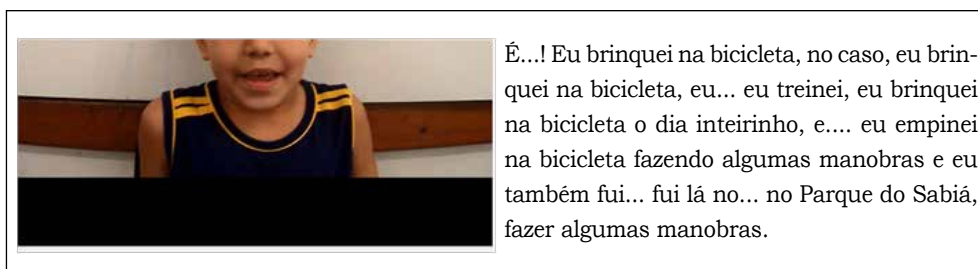 É...! Eu brinquei na bicicleta, no caso, eu brin-
quei na bicicleta, eu... eu treinei, eu brinquei
na bicicleta o dia inteirinho, e.... eu empinei
na bicicleta fazendo algumas manobras e eu
também fui... fui lá no... no Parque do Sabiá,
fazer algumas manobras.